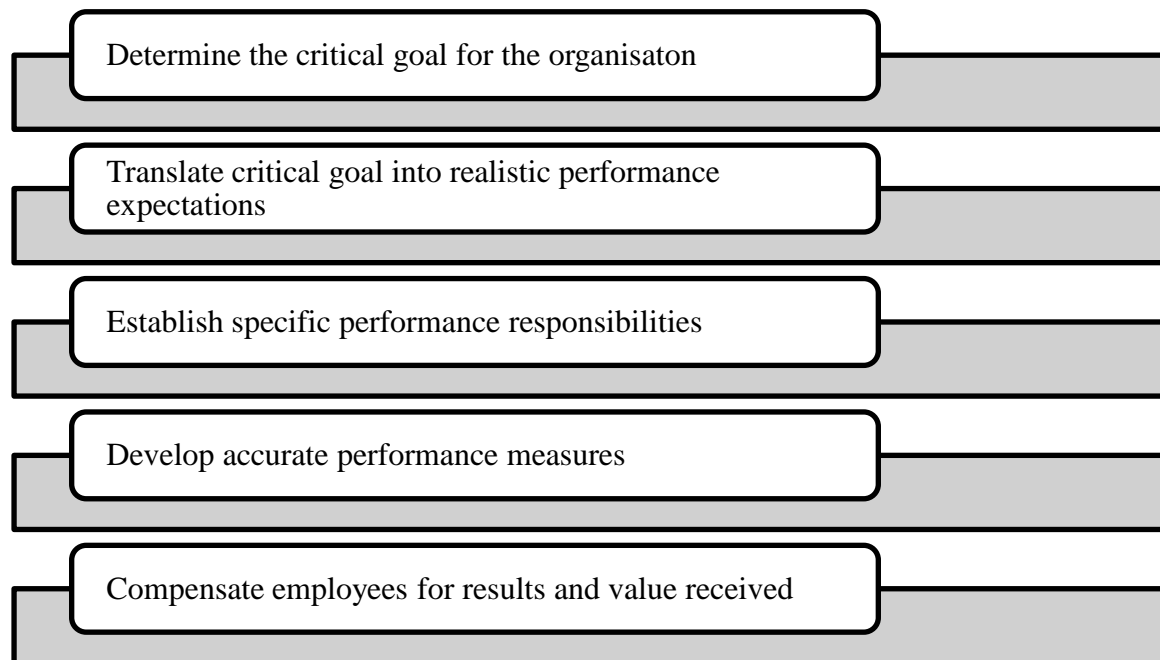 Determine the critical goal for the organisaton
Translate critical goal into realistic performance
expectations
Establish specific performance responsibilities
Develop accurate performance measures
Compensate employees for results and value received